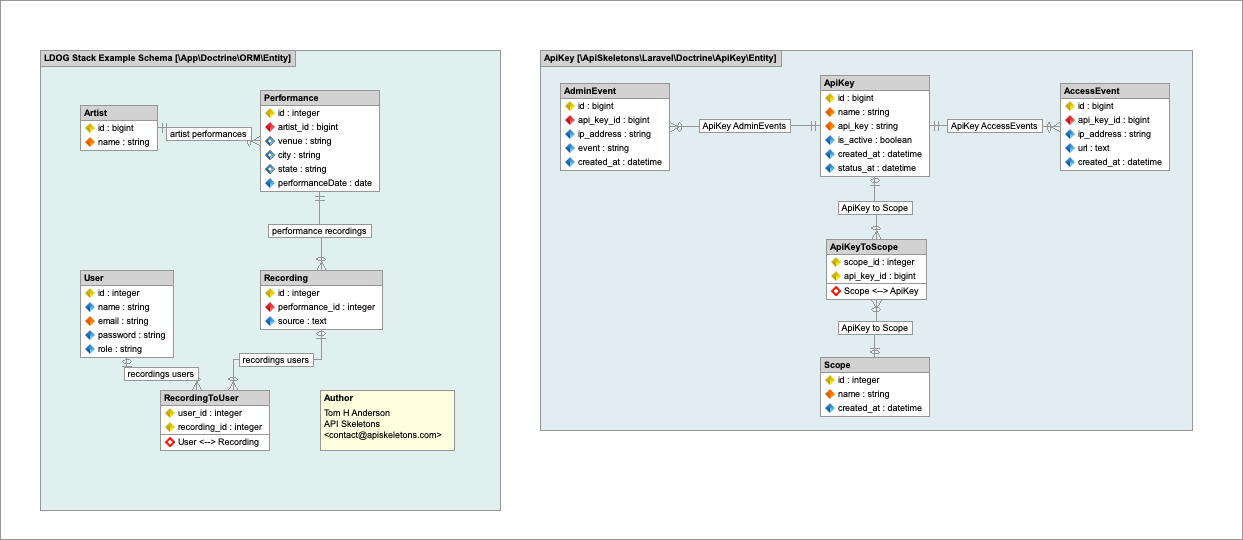 LDOG Stack Example Schema [\App\Doctrine\ORM\Entity]
Artist
id : bigint
name : string
artist performances
Performance
id : integer
artist_id : bigint
venue : string
city : string
state : string
performanceDate : date
performance recordings
User
id : integer
name : string
email : string
password : string
role : string
Recording
id : integer
performance_id : integer
source : text
recordings users
recordings users
RecordingToUser
user_id : integer
recording_id : integer
User <--> Recording
Author
Tom H Anderson
API Skeletons
<contact@apiskeletons.com>
ApiKey [\ApiSkeletons\Laravel\Doctrine\ApiKey\Entity]
AdminEvent
id : bigint
api_key_id : bigint
ip_address : string
event : string
created_at : datetime
ApiKey AdminEvents
ApiKey
id : bigint
name : string
api_key : string
is_active : boolean
created_at : datetime
status_at : datetime
ApiKey AccessEvents
AccessEvent
id : bigint
api_key_id : bigint
ip_address : string
url : text
created_at : datetime
ApiKey to Scope
ApiKeyToScope
scope_id : integer
api_key_id : bigint
Scope <--> ApiKey
ApiKey to Scope
Scope
id : integer
name : string
created_at : datetime